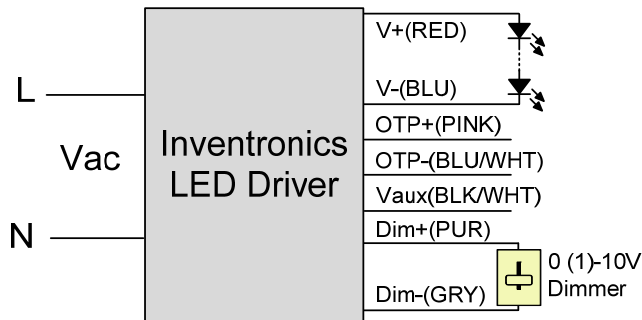 L
Vac
N
Inventronics
LED Driver
V+(RED)
V-(BLU)
OTP+(PINK)
OTP-(BLU/WHT)
Vaux(BLK/WHT)
Dim+(PUR)
Dim-(GRY)
0 (1)-10V
Dimmer